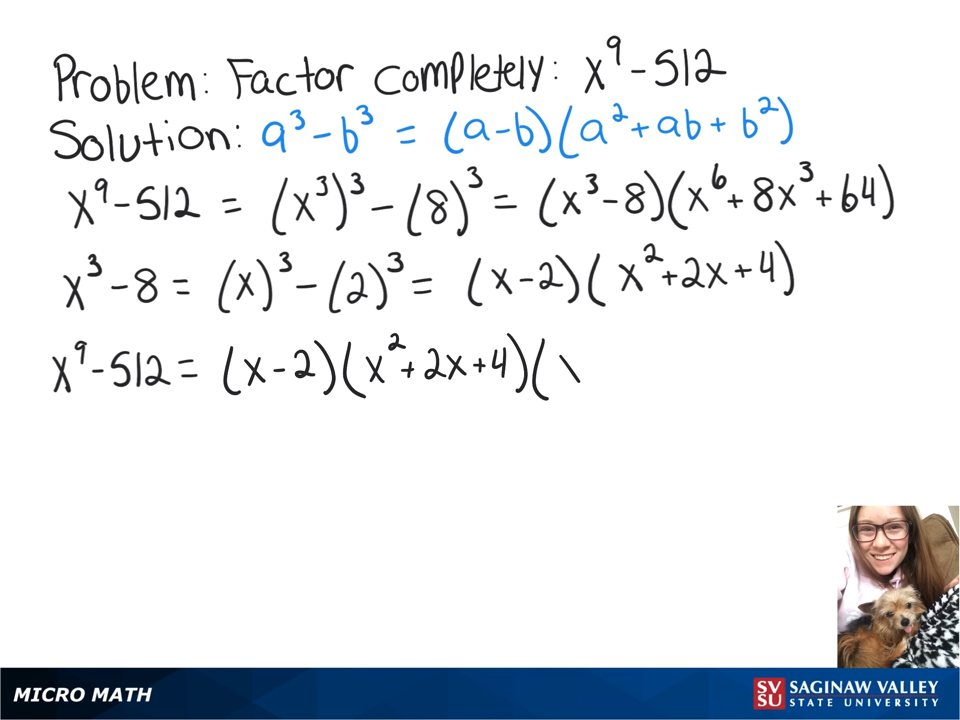 Problem: Factor completely: x⁹ - 512
Solution: a³ - b³ = (a - b)(a² + ab + b²)
x⁹ - 512 = (x³)³ - (8)³ = (x³ - 8)(x⁶ + 8x³ + 64)
x³ - 8 = (x)³ - (2)³ = (x - 2)(x² + 2x + 4)
x⁹ - 512 = (x - 2)(x² + 2x + 4)(
MICRO MATH
SVSU SAGINAW VALLEY
STATE UNIVERSITY